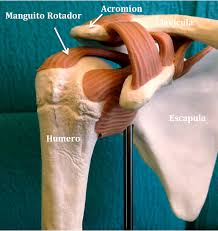 Acromion
Manguito Rotador
Clavicula
Escapula
Humero